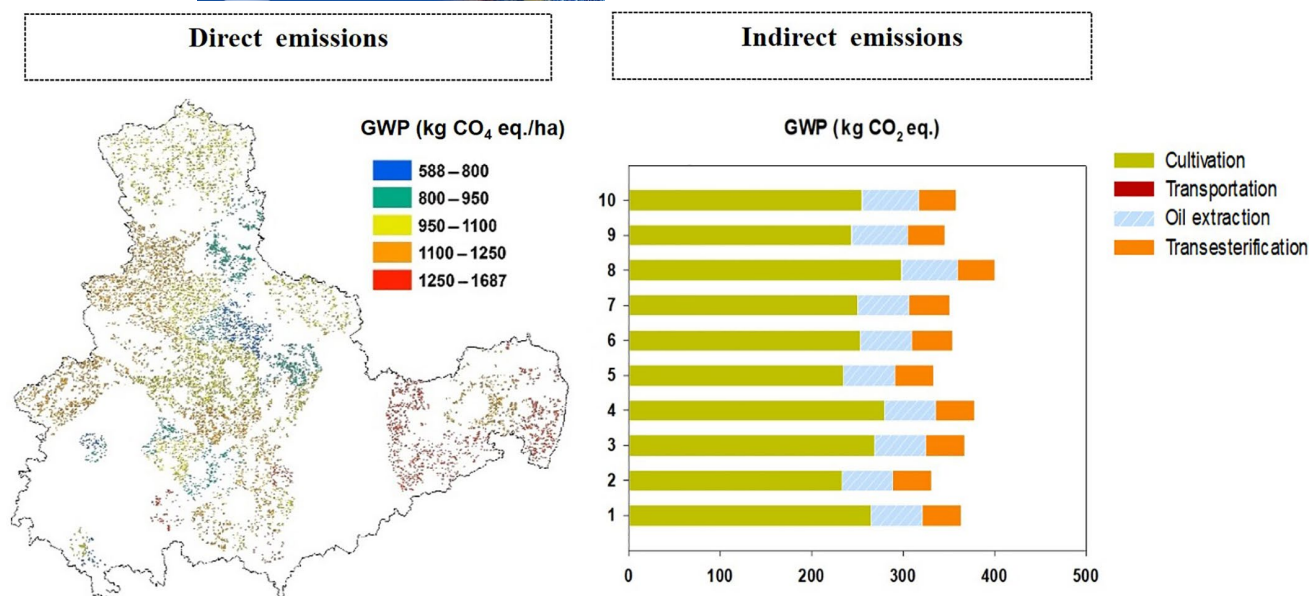 Direct emissions
Indirect emissions
GWP (kg CO₄ eq./ha)
588–800
800–950
950–1100
1100–1250
1250–1687
GWP (kg CO₂ eq.)
10
9
8
7
6
5
4
3
2
1
0 100 200 300 400 500
Cultivation
Transportation
Oil extraction
Transesterification